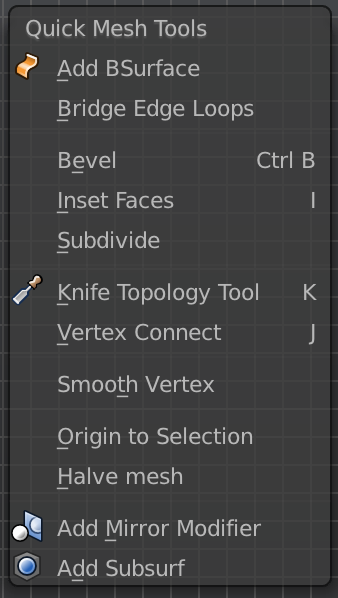 Quick Mesh Tools
Add BSurface
Bridge Edge Loops
Bevel Ctrl B
Inset Faces I
Subdivide
Knife Topology Tool K
Vertex Connect J
Smooth Vertex
Origin to Selection
Halve mesh
Add Mirror Modifier
Add Subsurf